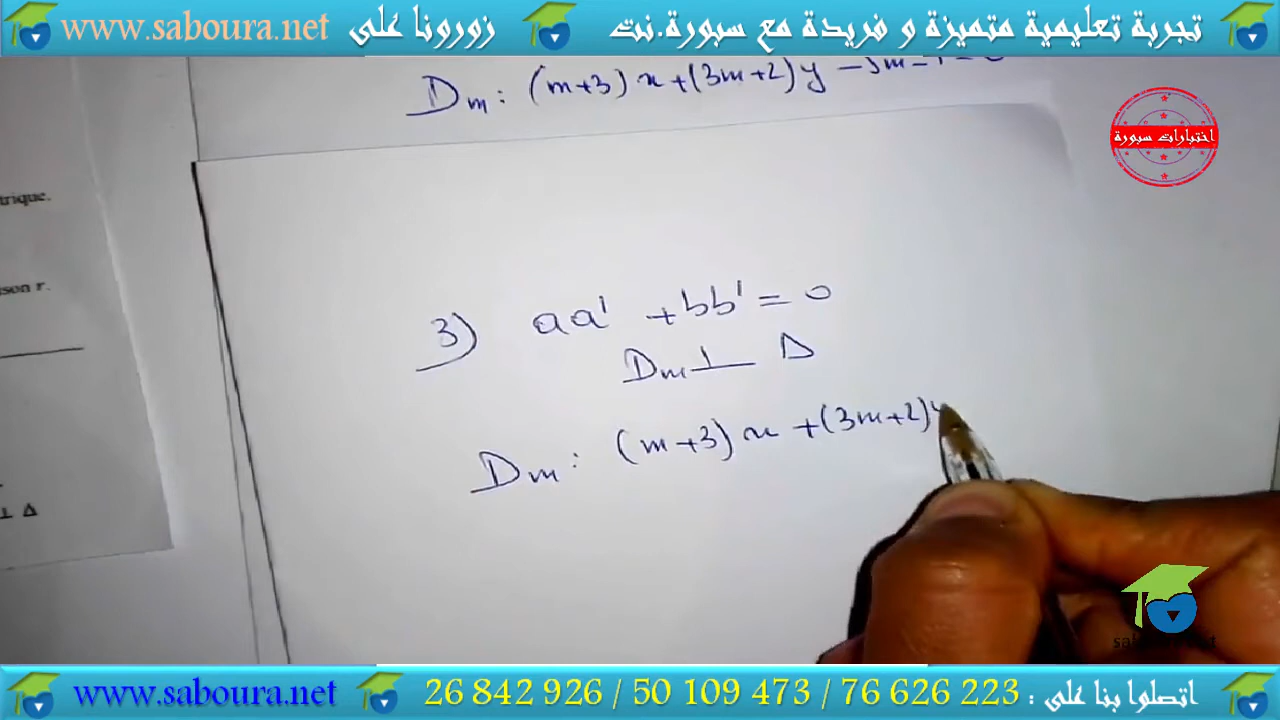 تجربة تعليمية متميزة و فريدة مع سبورة.نت زورونا على www.saboura.net
Dm: (m+3)x+(3m+2)y
اختبارات سبورة
trique.
son r.
3) aa' + bb' = 0
Dm ⊥ Δ
Dm: (m+3)x +(3m+2)y
⊥ Δ
www.saboura.net 26 842 926 / 50 109 473 / 76 626 223 : اتصلوا بنا على